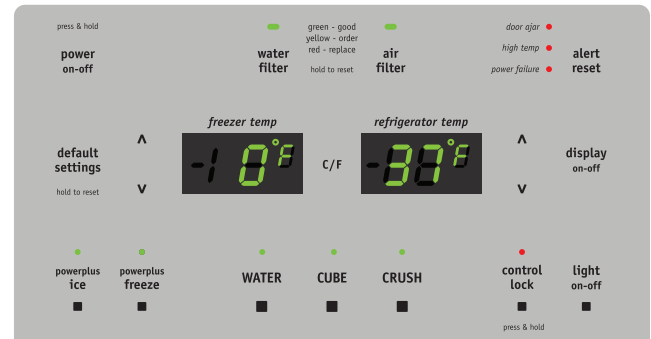 press & hold
power
on-off
water
filter
green - good
yellow - order
red - replace
hold to reset
air
filter
door ajar
high temp
power failure
alert
reset
freezer temp
refrigerator temp
default
settings
hold to reset
0°F
C/F
37°F
display
on-off
powerplus
ice
powerplus
freeze
WATER
CUBE
CRUSH
control
lock
press & hold
light
on-off